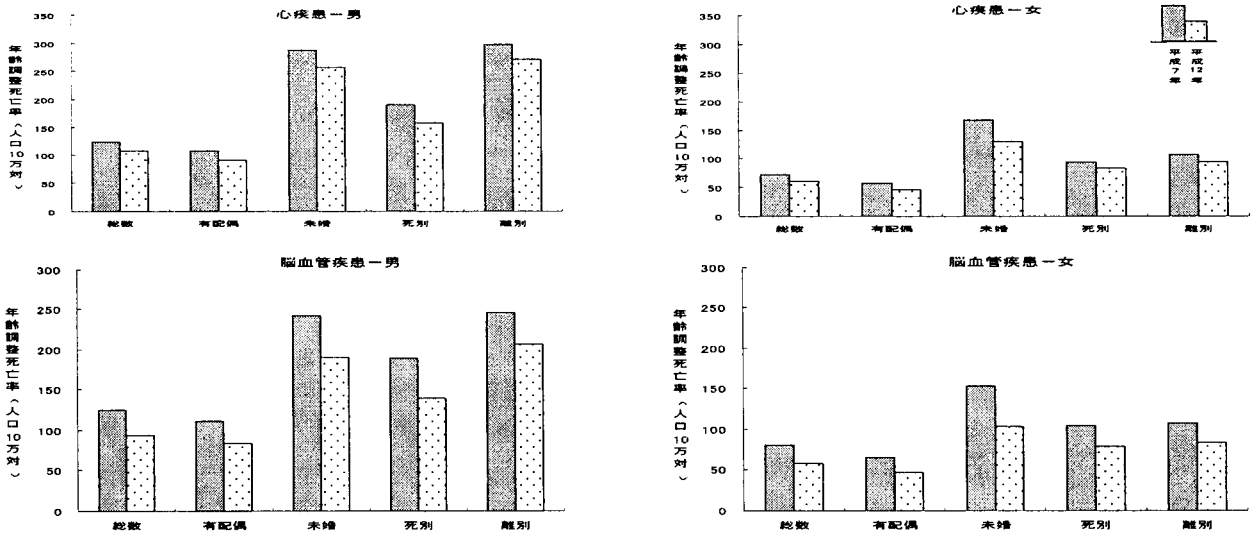 心疾患－男
年齢調整死亡率（人口10万対）
350
300
250
200
150
100
50
0
総数 有配偶 未婚 死別 離別
心疾患－女
平成7年
平成12年
年齢調整死亡率（人口10万対）
350
300
250
200
150
100
50
0
総数 有配偶 未婚 死別 離別
脳血管疾患－男
年齢調整死亡率（人口10万対）
300
250
200
150
100
50
0
総数 有配偶 未婚 死別 離別
脳血管疾患－女
年齢調整死亡率（人口10万対）
300
250
200
150
100
50
0
総数 有配偶 未婚 死別 離別